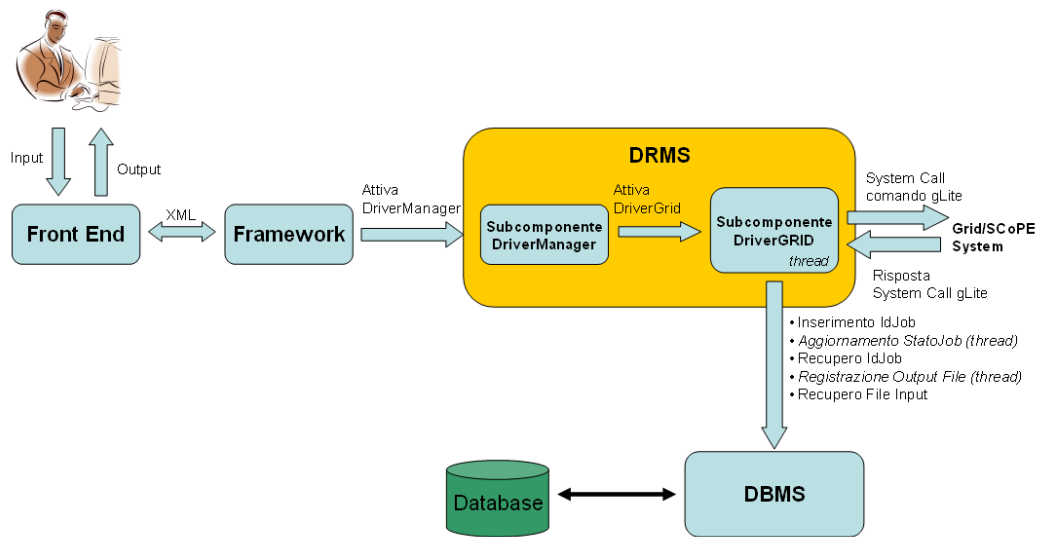 Input
Output
Front End
XML
Framework
Attiva
DriverManager
DRMS
Subcomponente
DriverManager
Attiva
DriverGrid
Subcomponente
DriverGRID
thread
System Call
comando gLite
Grid/SCoPE
System
Risposta
System Call gLite
• Inserimento IdJob
• Aggiornamento StatoJob (thread)
• Recupero IdJob
• Registrazione Output File (thread)
• Recupero File Input
Database
DBMS